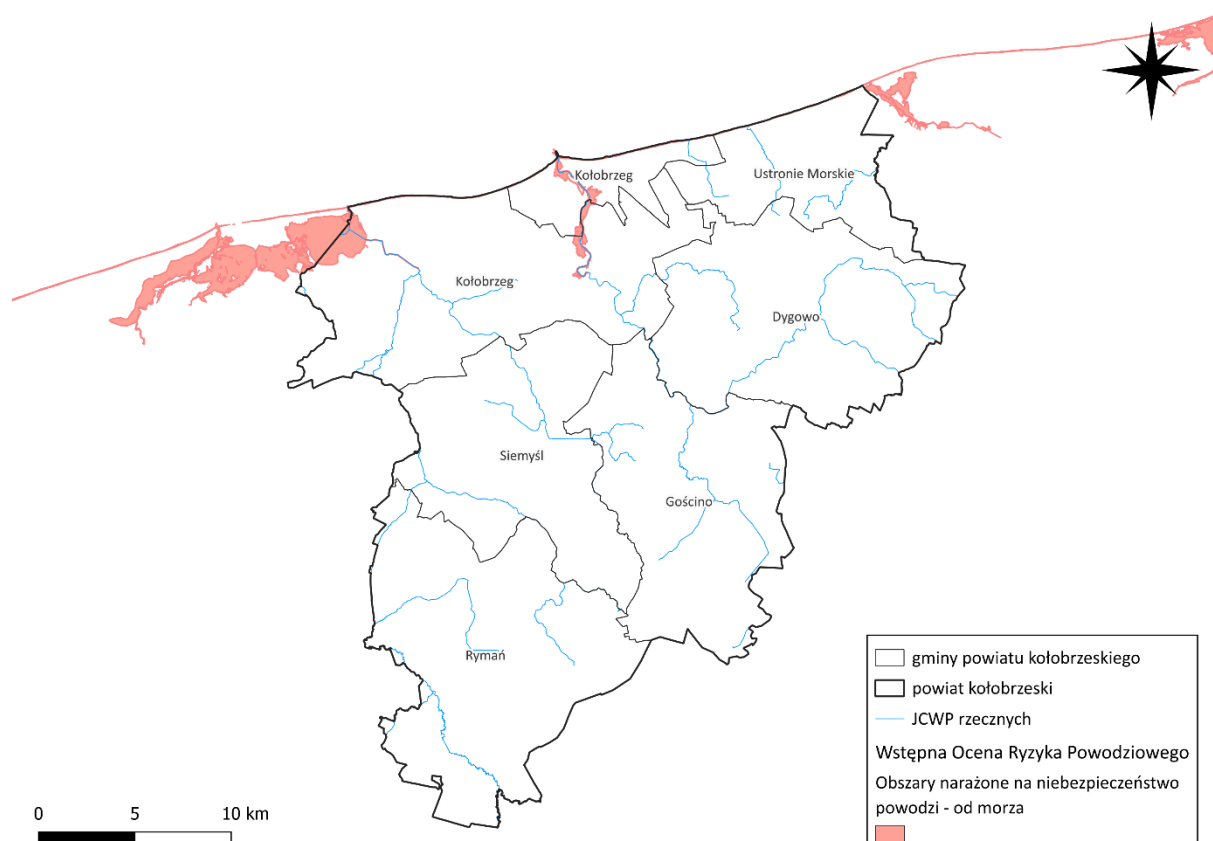 Kołobrzeg
Ustronie Morskie
Kołobrzeg
Dygowo
Siemyśl
Gościno
Rymań
gminy powiatu kołobrzeskiego
powiat kołobrzeski
JCWP rzecznych
Wstępna Ocena Ryzyka Powodziowego
Obszary narażone na niebezpieczeństwo
powodzi - od morza
0 5 10 km